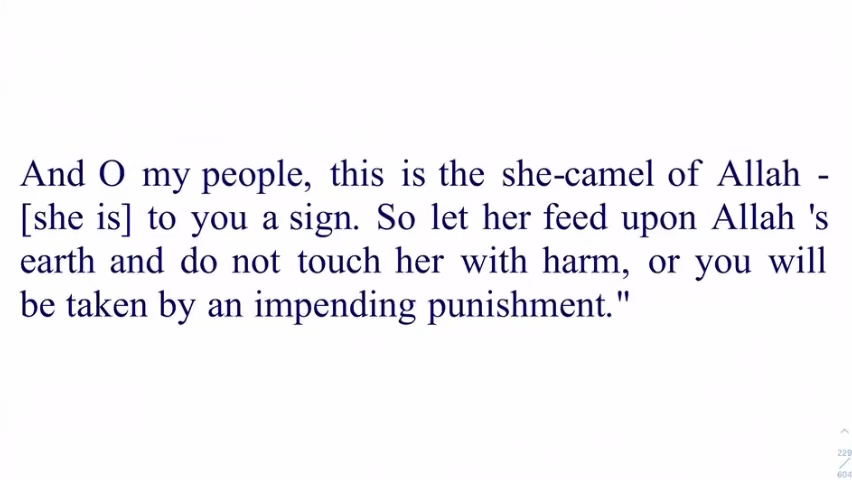 And O my people, this is the she-camel of Allah -
[she is] to you a sign. So let her feed upon Allah 's
earth and do not touch her with harm, or you will
be taken by an impending punishment."
229
/
604